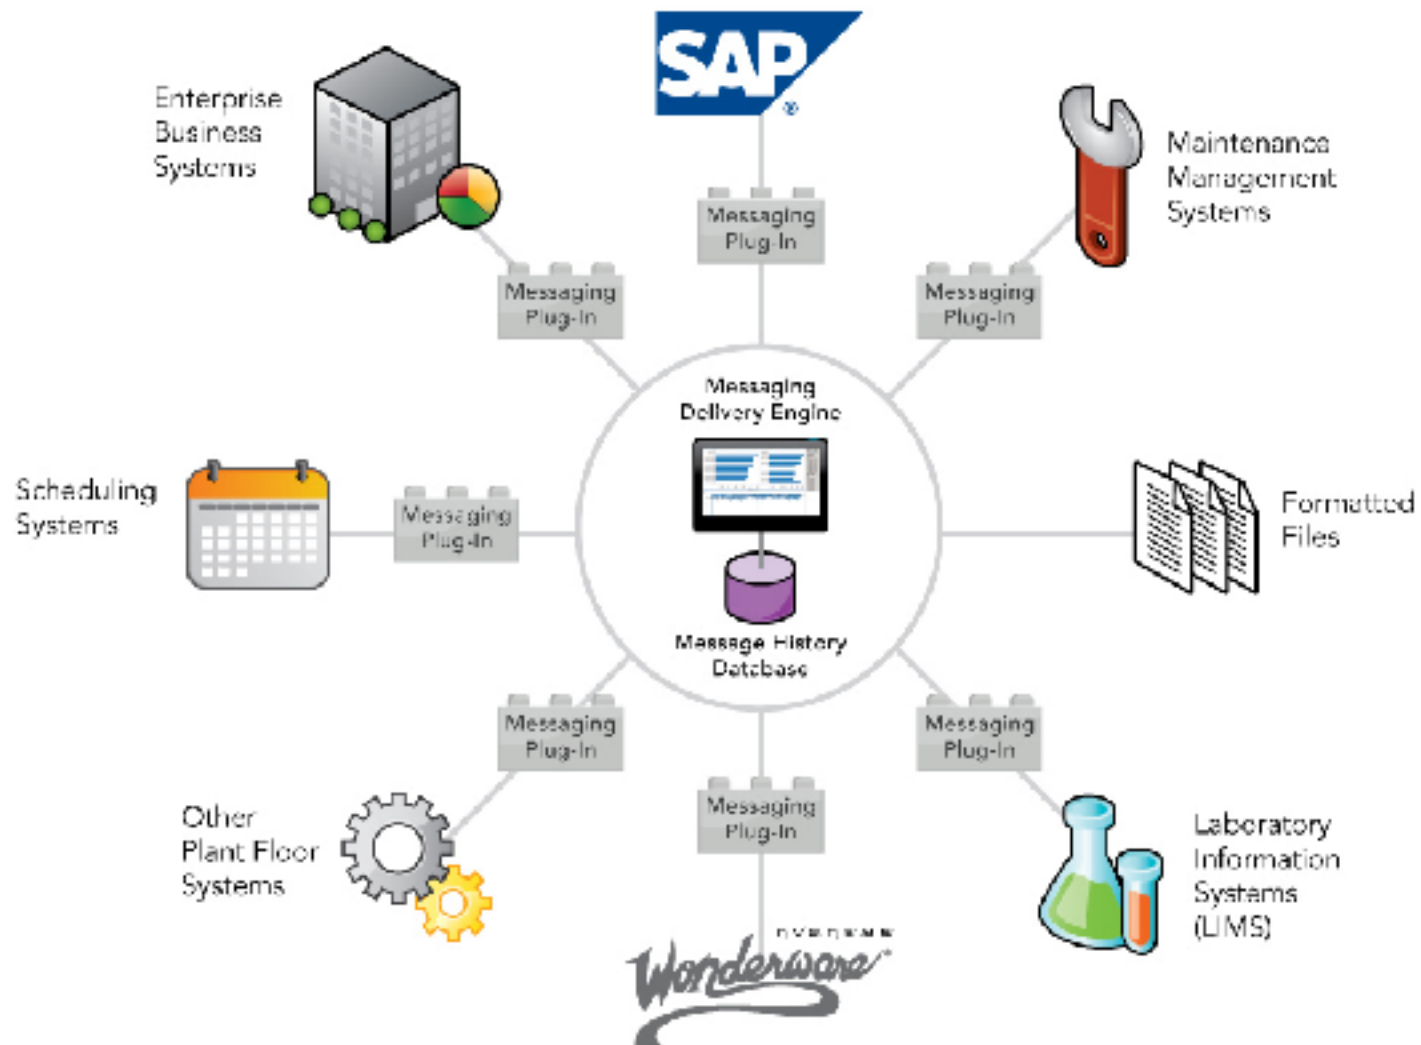 SAP
®
Enterprise
Business
Systems
Maintenance
Management
Systems
Messaging
Plug-In
Messaging
Plug-In
Messaging
Plug-In
Messaging
Delivery Engine
Scheduling
Systems
Messaging
Plug-In
Formatted
Files
Message History
Database
Messaging
Plug-In
Messaging
Plug-In
Messaging
Plug-In
Other
Plant Floor
Systems
Laboratory
Information
Systems
(LIMS)
Wonderware